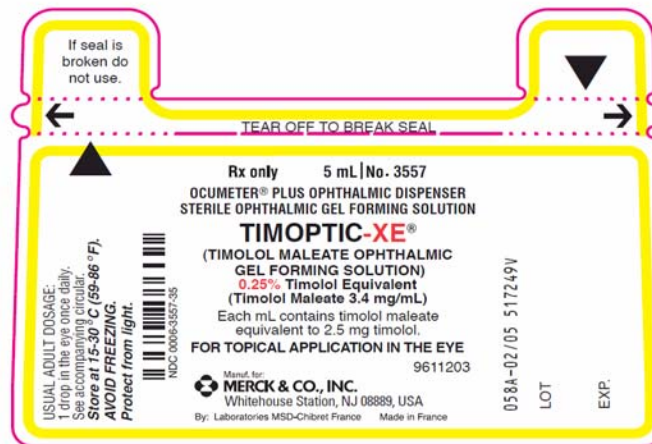 If seal is
broken do
not use.
TEAR OFF TO BREAK SEAL
Rx only 5 mL | No. 3557
OCUMETER® PLUS OPHTHALMIC DISPENSER
STERILE OPHTHALMIC GEL FORMING SOLUTION
TIMOPTIC-XE®
(TIMOLOL MALEATE OPHTHALMIC
GEL FORMING SOLUTION)
0.25% Timolol Equivalent
(Timolol Maleate 3.4 mg/mL)
Each mL contains timolol maleate
equivalent to 2.5 mg timolol.
FOR TOPICAL APPLICATION IN THE EYE
9611203
Manuf. for:
MERCK & CO., INC.
Whitehouse Station, NJ 08889, USA
By: Laboratories MSD-Chibret France Made in France
USUAL ADULT DOSAGE:
1 drop in the eye once daily.
See accompanying circular.
Store at 15-30°C (59-86°F).
AVOID FREEZING.
Protect from light.
NDC 0006-3557-35
058A-02/05 517249V
LOT
EXP.